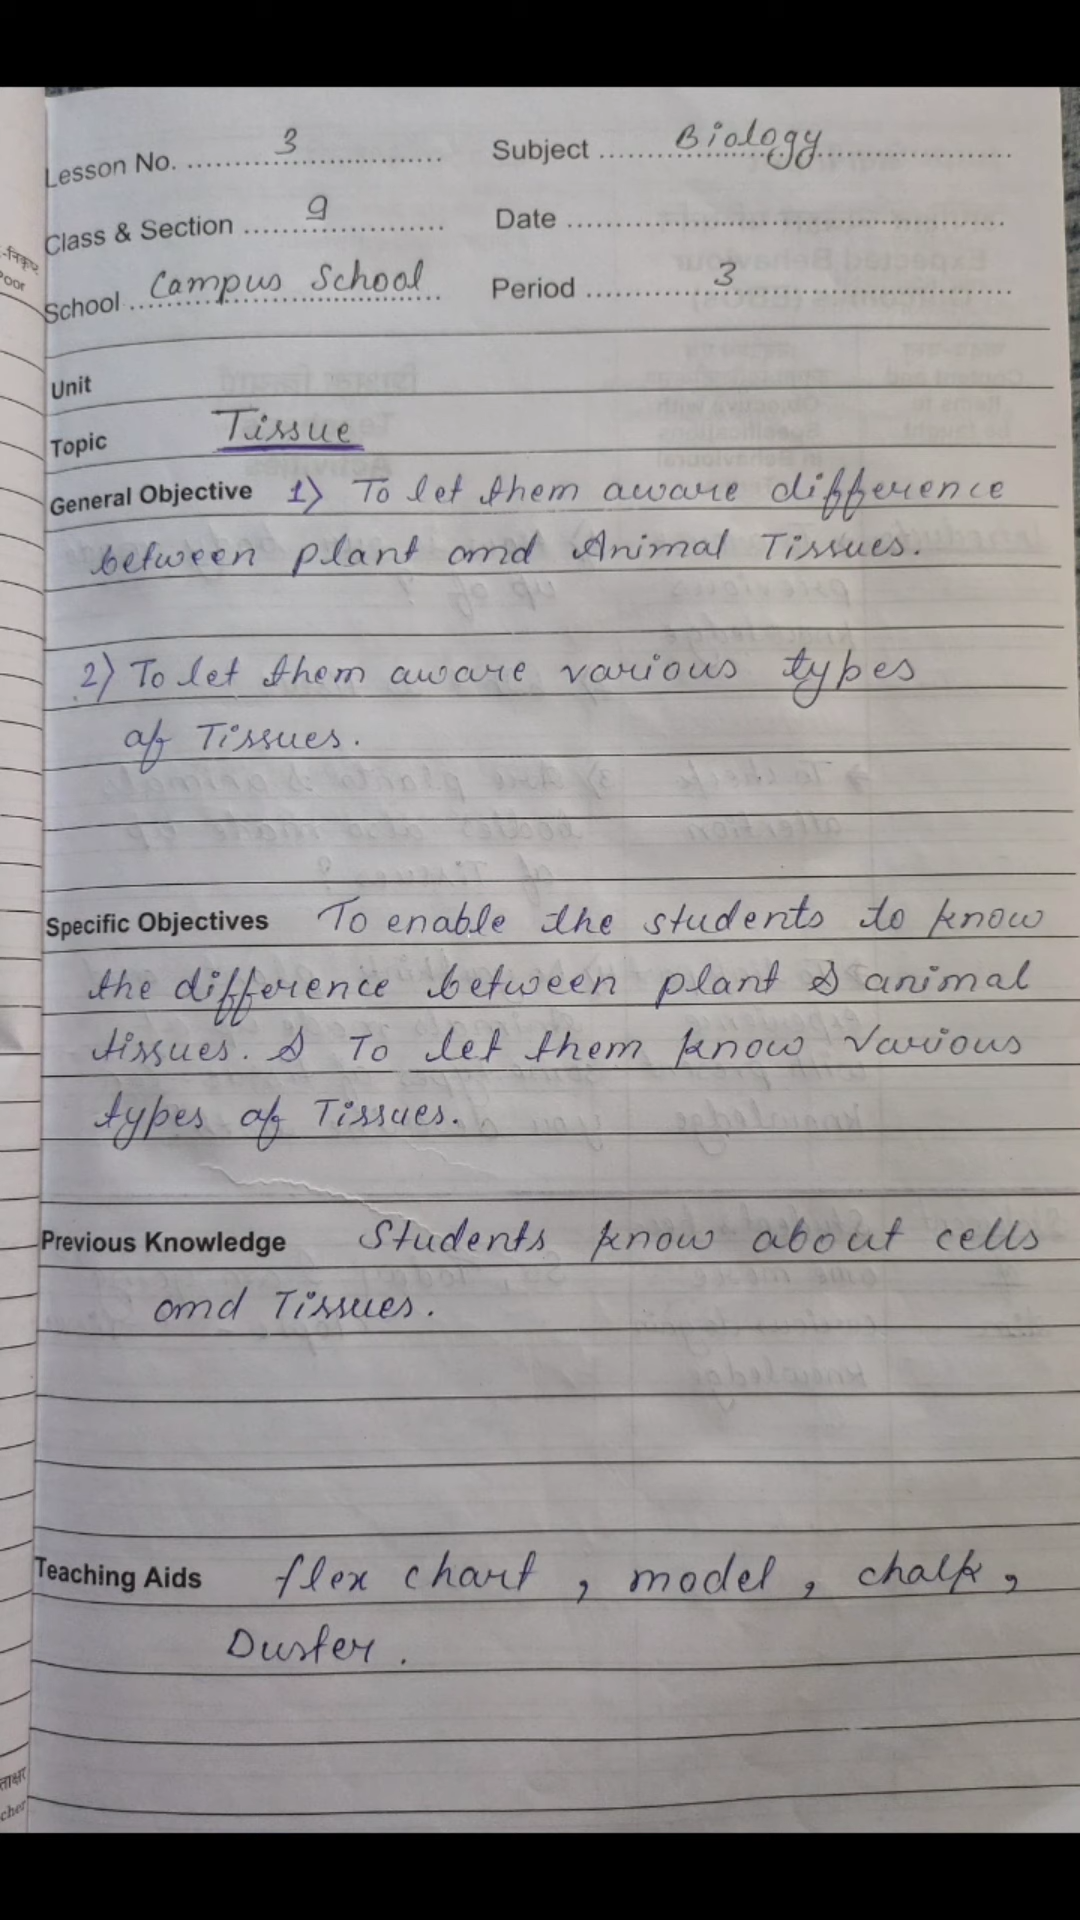 Lesson No. 3 Subject Biology
Class & Section 9 Date
School Campus School Period 3
Unit
Topic Tissue
General Objective 1) To let them aware difference
between plant and Animal Tissues.
2) To let them aware various types
of Tissues.
Specific Objectives To enable the students to know
the difference between plant & animal
tissues. & To let them know various
types of Tissues.
Previous Knowledge Students know about cells
and Tissues.
Teaching Aids flex chart , model , chalk ,
Duster .